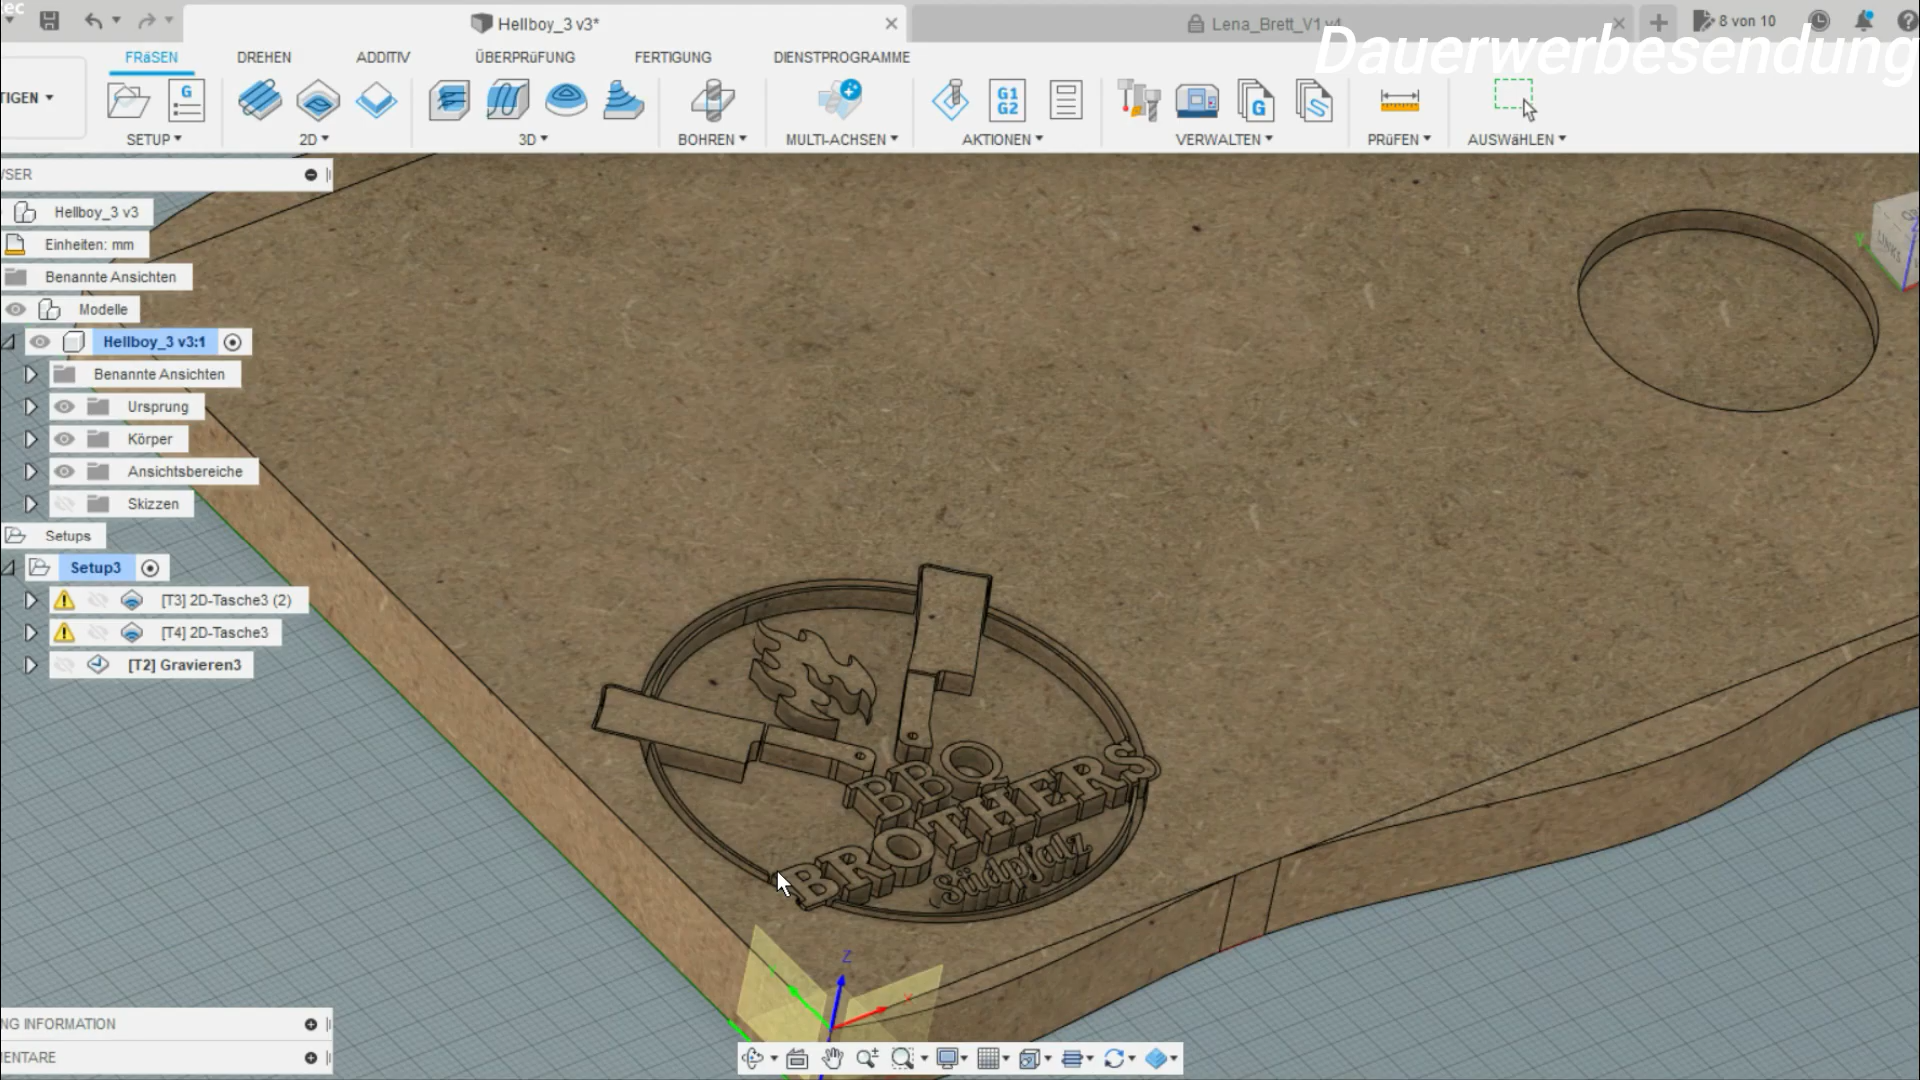 ec
Hellboy_3 v3*
Lena_Brett_V1 v4
8 von 10
Dauerwerbesendung
FRäSEN
DREHEN
ADDITIV
ÜBERPRüFUNG
FERTIGUNG
DIENSTPROGRAMME
TIGEN
G
G1
G2
G
SETUP
2D
3D
BOHREN
MULTI-ACHSEN
AKTIONEN
VERWALTEN
PRüFEN
AUSWäHLEN
/SER
Hellboy_3 v3
Einheiten: mm
Benannte Ansichten
Modelle
Hellboy_3 v3:1
Benannte Ansichten
Ursprung
Körper
Ansichtsbereiche
Skizzen
Setups
Setup3
[T3] 2D-Tasche3 (2)
[T4] 2D-Tasche3
[T2] Gravieren3
LINKS
BBQ
BROTHERS
Südpfalz
Z
X
Y
NG INFORMATION
ENTARE